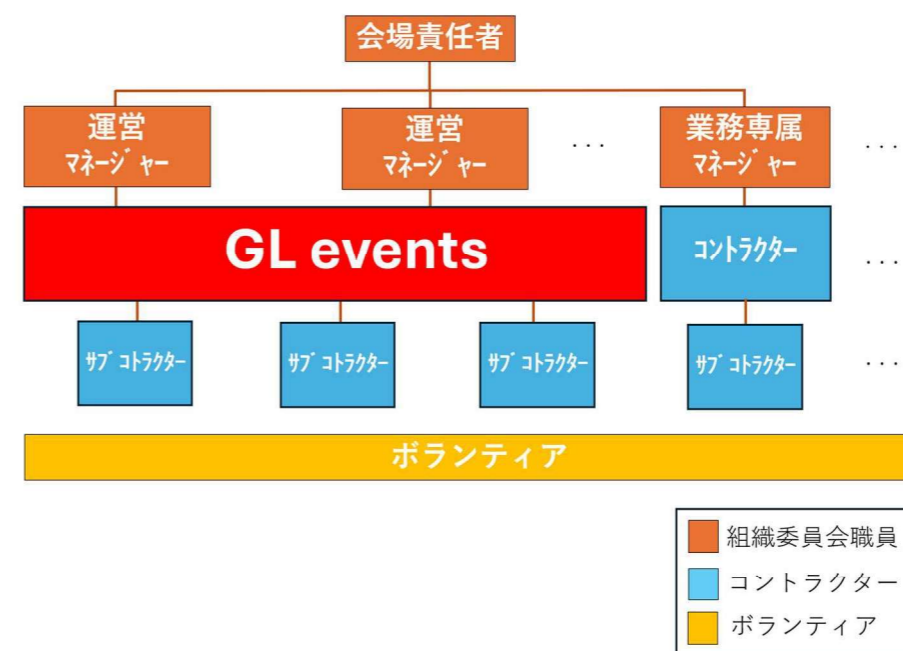 会場責任者
運営
マネージャー
運営
マネージャー
...
業務専属
マネージャー
...
GL events
コントラクター
...
サブコトラクター
サブコトラクター
サブコトラクター
サブコトラクター
...
ボランティア
組織委員会職員
コントラクター
ボランティア